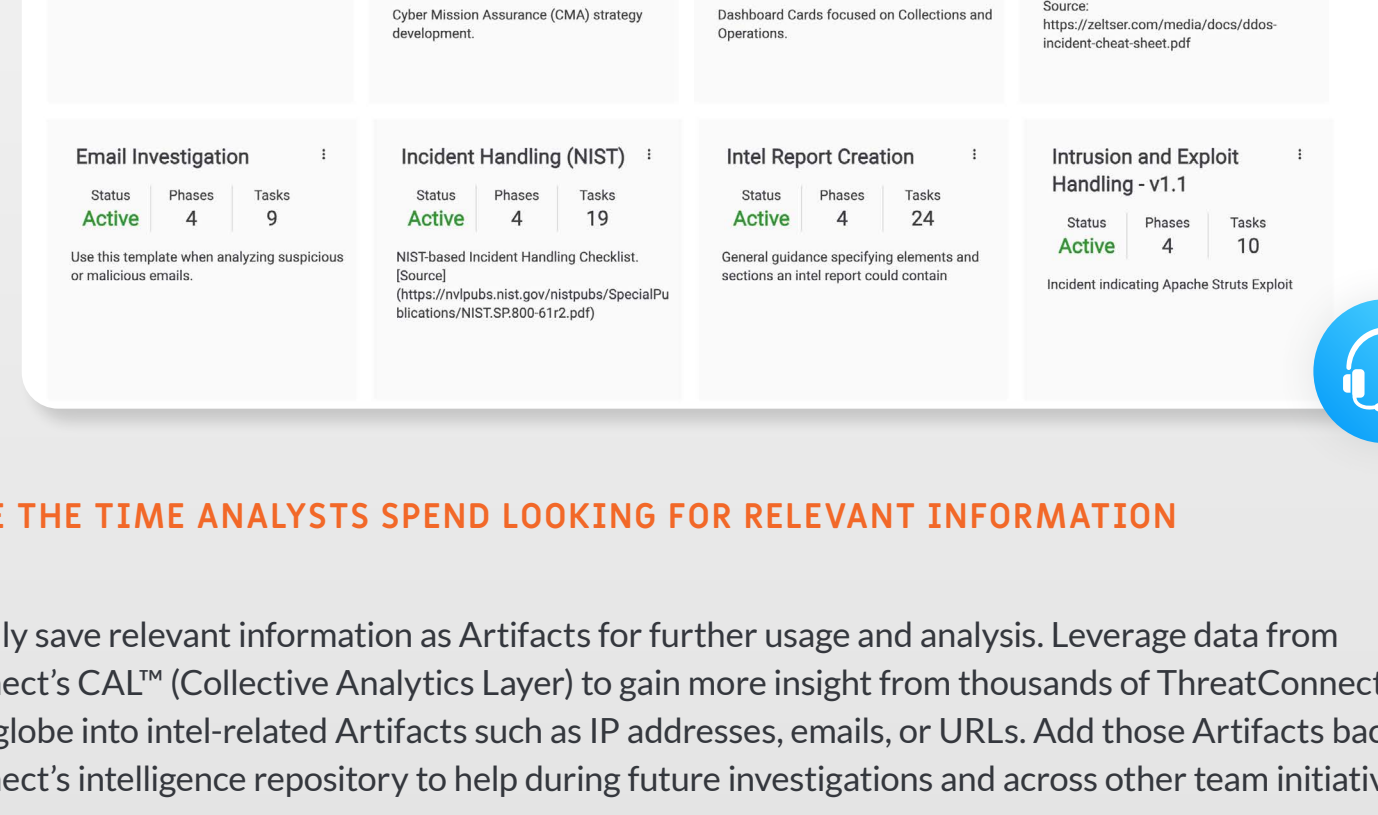 Cyber Mission Assurance (CMA) strategy
development.
Dashboard Cards focused on Collections and
Operations.
Source:
https://zeltser.com/media/docs/ddos-
incident-cheat-sheet.pdf
Email Investigation
Status Phases Tasks
Active 4 9
Use this template when analyzing suspicious
or malicious emails.
Incident Handling (NIST)
Status Phases Tasks
Active 4 19
NIST-based Incident Handling Checklist.
[Source]
(https://nvlpubs.nist.gov/nistpubs/SpecialPu
blications/NIST.SP.800-61r2.pdf)
Intel Report Creation
Status Phases Tasks
Active 4 24
General guidance specifying elements and
sections an intel report could contain
Intrusion and Exploit
Handling - v1.1
Status Phases Tasks
Active 4 10
Incident indicating Apache Struts Exploit
THE TIME ANALYSTS SPEND LOOKING FOR RELEVANT INFORMATION
ly save relevant information as Artifacts for further usage and analysis. Leverage data from
nect's CAL™ (Collective Analytics Layer) to gain more insight from thousands of ThreatConnect
globe into intel-related Artifacts such as IP addresses, emails, or URLs. Add those Artifacts bac
nect's intelligence repository to help during future investigations and across other team initiativ